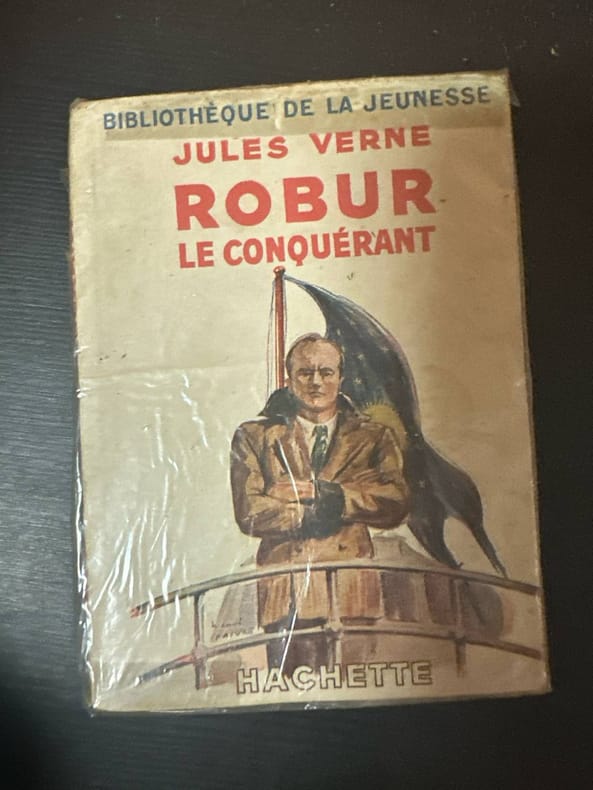 BIBLIOTHÈQUE DE LA JEUNESSE
JULES VERNE
ROBUR
LE CONQUÉRANT
HACHETTE